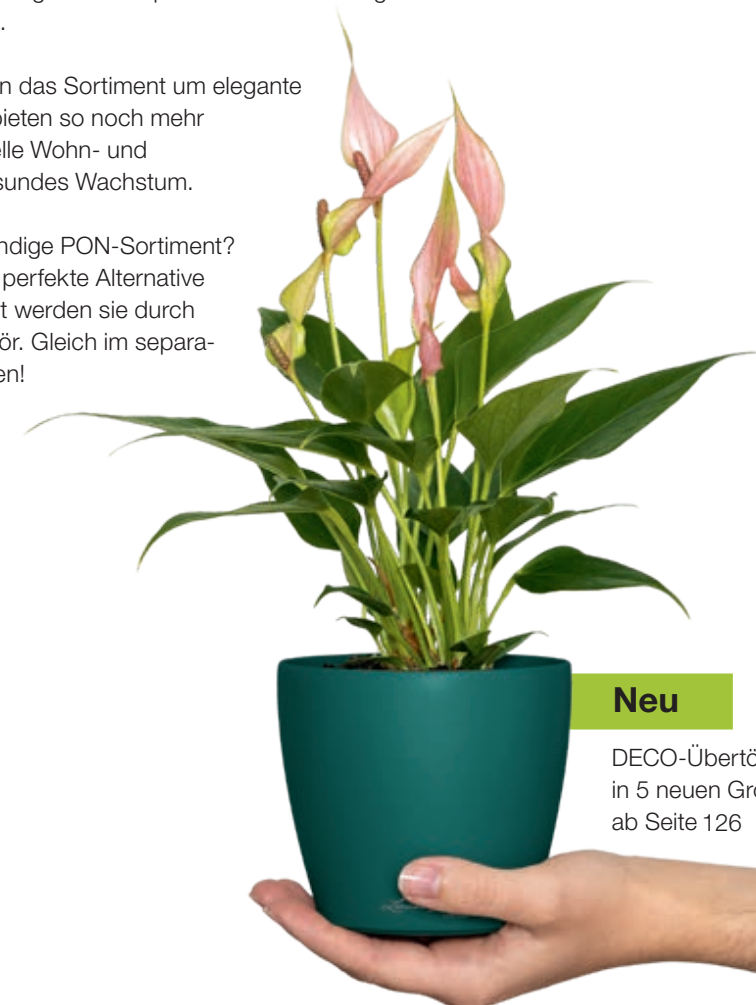 n das Sortiment um elegante
bieten so noch mehr
elle Wohn- und
sundes Wachstum.
ndige PON-Sortiment?
perfekte Alternative
t werden sie durch
ör. Gleich im separa-
en!
Neu
DECO-Übertö
in 5 neuen Gr
ab Seite 126